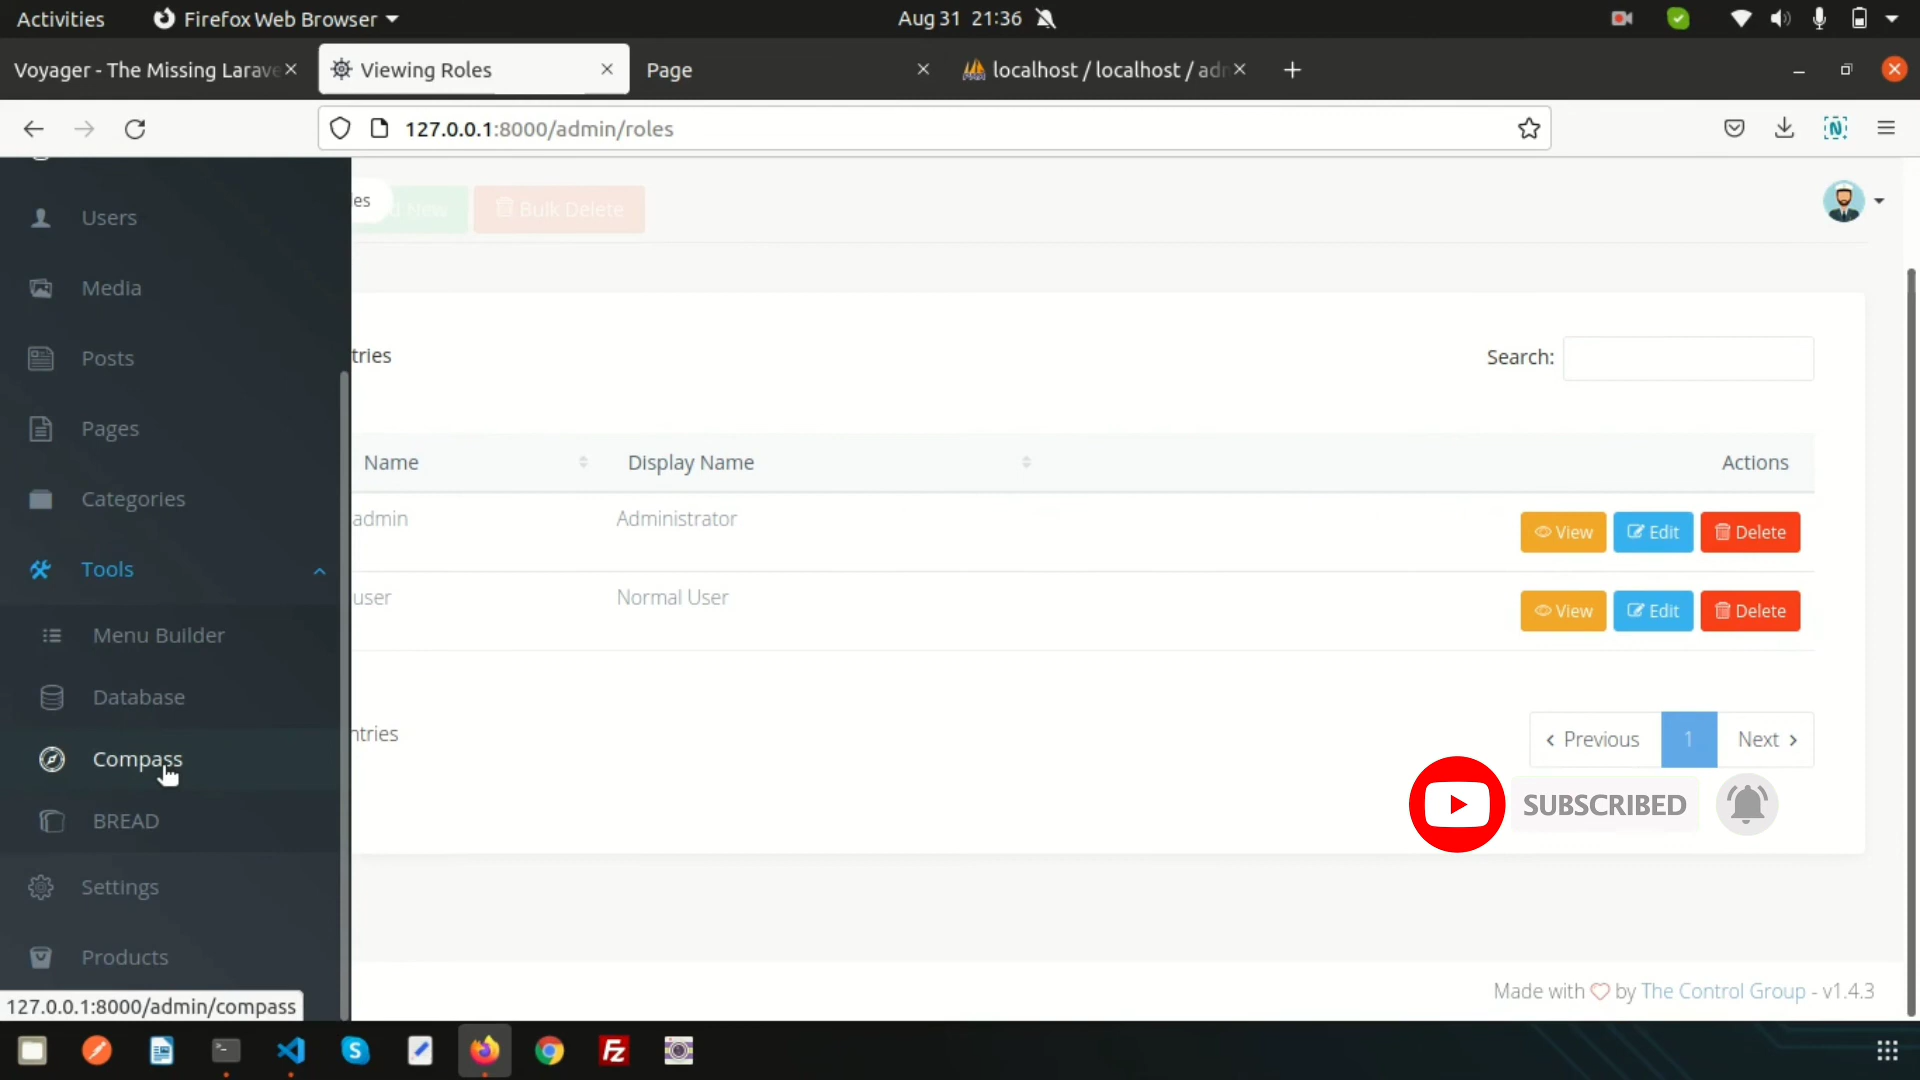 Activities
Firefox Web Browser
Aug 31 21:36
Voyager - The Missing Larave
Viewing Roles
Page
localhost / localhost / adm
127.0.0.1:8000/admin/roles
Users
Media
Posts
Pages
Categories
Tools
Menu Builder
Database
Compass
BREAD
Settings
Products
127.0.0.1:8000/admin/compass
ies
New
Bulk Delete
tries
Search:
Name
Display Name
Actions
admin
Administrator
View
Edit
Delete
user
Normal User
View
Edit
Delete
ntries
Previous
1
Next
SUBSCRIBED
Made with ♡ by The Control Group - v1.4.3